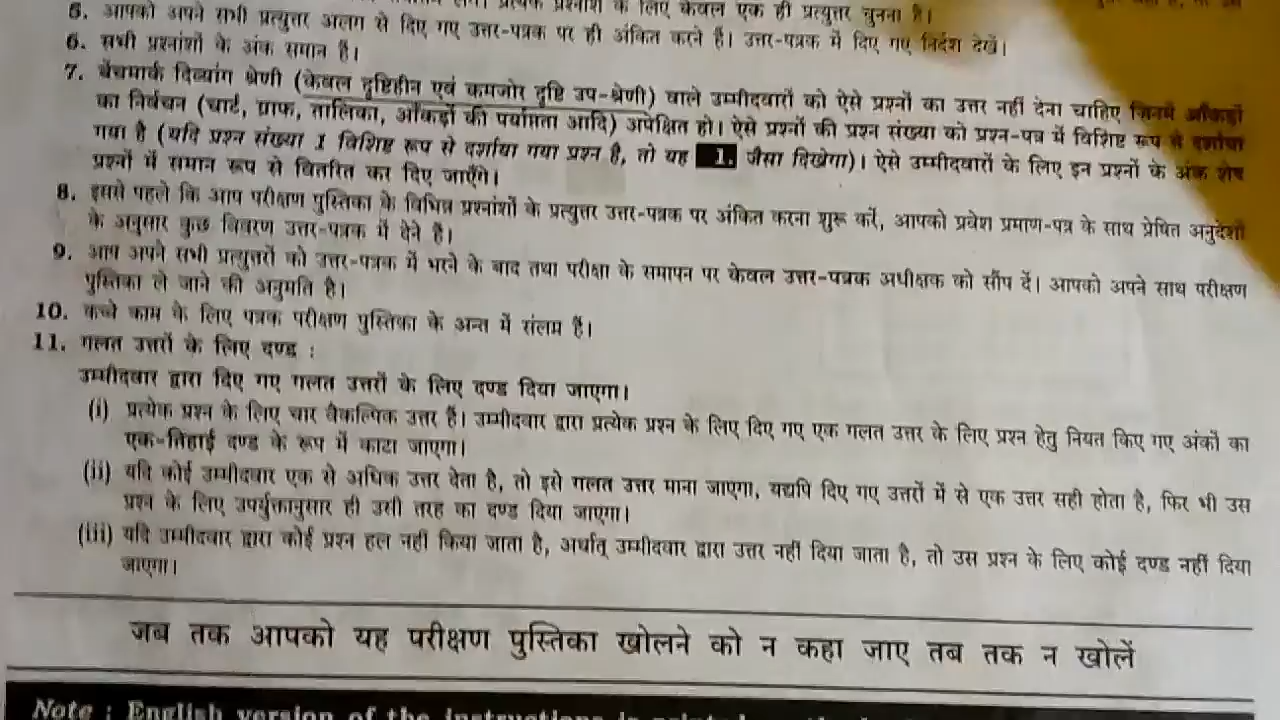 लिए केवल एक ही प्रत्युत्तर चुनना है।
5. आपको अपने सभी प्रत्युत्तर अलग से दिए गए उत्तर-पत्रक पर ही अंकित करने हैं। उत्तर-पत्रक में दिए गए निर्देश देखें।
6. सभी प्रश्नांशों के अंक समान हैं।
7. बेंचमार्क दिव्यांग श्रेणी (केवल दृष्टिहीन एवं कमजोर दृष्टि उप-श्रेणी) वाले उम्मीदवारों को ऐसे प्रश्नों का उत्तर नहीं देना चाहिए जिनमें आँकड़ों
का निर्वचन (चार्ट, ग्राफ, तालिका, आँकड़ों की पर्याप्तता आदि) अपेक्षित हो। ऐसे प्रश्नों की प्रश्न संख्या को प्रश्न-पत्र में विशिष्ट रूप से दर्शाया
गया है (यदि प्रश्न संख्या 1 विशिष्ट रूप से दर्शाया गया प्रश्न है, तो यह 1. जैसा दिखेगा)। ऐसे उम्मीदवारों के लिए इन प्रश्नों के अंक शेष
प्रश्नों में समान रूप से वितरित कर दिए जाएँगे।
8. इससे पहले कि आप परीक्षण पुस्तिका के विभिन्न प्रश्नांशों के प्रत्युत्तर उत्तर-पत्रक पर अंकित करना शुरू करें, आपको प्रवेश प्रमाण-पत्र के साथ प्रेषित अनुदेशों
के अनुसार कुछ विवरण उत्तर-पत्रक में देने हैं।
9. आप अपने सभी प्रत्युत्तरों को उत्तर-पत्रक में भरने के बाद तथा परीक्षा के समापन पर केवल उत्तर-पत्रक अधीक्षक को सौंप दें। आपको अपने साथ परीक्षण
पुस्तिका ले जाने की अनुमति है।
10. कच्चे काम के लिए पत्रक परीक्षण पुस्तिका के अन्त में संलग्न हैं।
11. गलत उत्तरों के लिए दण्ड :
उम्मीदवार द्वारा दिए गए गलत उत्तरों के लिए दण्ड दिया जाएगा।
(i) प्रत्येक प्रश्न के लिए चार वैकल्पिक उत्तर हैं। उम्मीदवार द्वारा प्रत्येक प्रश्न के लिए दिए गए एक गलत उत्तर के लिए प्रश्न हेतु नियत किए गए अंकों का
एक-तिहाई दण्ड के रूप में काटा जाएगा।
(ii) यदि कोई उम्मीदवार एक से अधिक उत्तर देता है, तो इसे गलत उत्तर माना जाएगा, यद्यपि दिए गए उत्तरों में से एक उत्तर सही होता है, फिर भी उस
प्रश्न के लिए उपर्युक्तानुसार ही उसी तरह का दण्ड दिया जाएगा।
(iii) यदि उम्मीदवार द्वारा कोई प्रश्न हल नहीं किया जाता है, अर्थात् उम्मीदवार द्वारा उत्तर नहीं दिया जाता है, तो उस प्रश्न के लिए कोई दण्ड नहीं दिया
जाएगा।
जब तक आपको यह परीक्षण पुस्तिका खोलने को न कहा जाए तब तक न खोलें
Note : English version of the instructions is printed